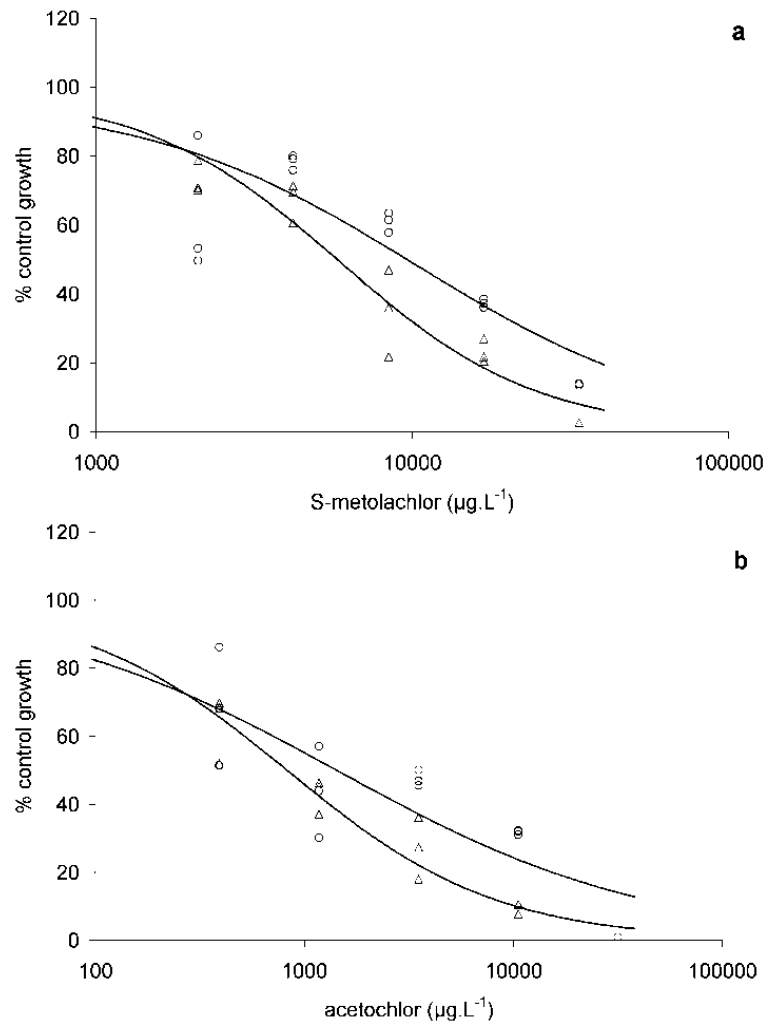 a
120
100
80
60
40
20
0
% control growth
1000 10000 100000
S-metolachlor (µg.L-1)
b
120
100
80
60
40
20
0
% control growth
100 1000 10000 100000
acetochlor (µg.L-1)